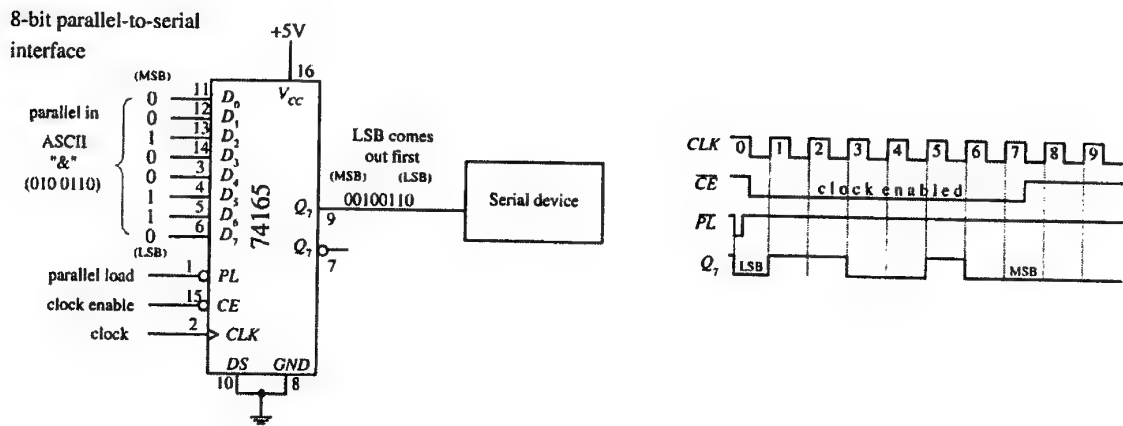 8-bit parallel-to-serial
interface
+5V
16
V_CC
(MSB)
parallel in
ASCII
"&"
(010 0110)
0 11 D_0
0 12 D_1
1 13 D_2
0 14 D_3
0 3 D_4
1 4 D_5
1 5 D_6
0 6 D_7
(LSB)
74165
parallel load 1 PL
clock enable 15 CE
clock 2 CLK
DS GND
10 8
LSB comes
out first
(MSB) (LSB)
Q_7 00100110
9
Q_7
7
Serial device
CLK 0 1 2 3 4 5 6 7 8 9
CE clock enabled
PL
Q_7 LSB MSB